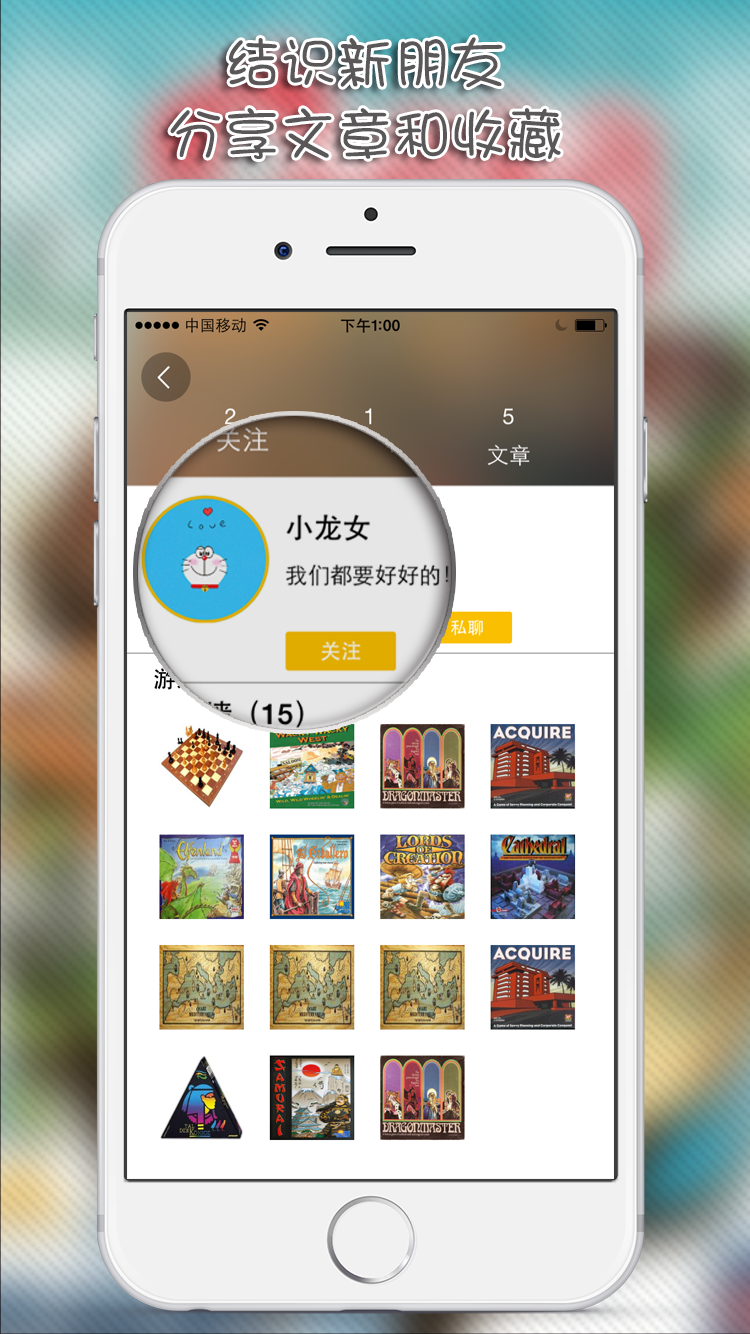 结识新朋友
分享文章和收藏
中国移动 下午1:00
2 1 5
关注 文章
Love
小龙女
我们都要好好的!
关注 私聊
游
(15)
WEST
DRAGONMASTER
ACQUIRE
Elfenland
El Caballero
LORDS OF CREATION
Cathedral
ACQUIRE
SAMURAI
DRAGONMASTER